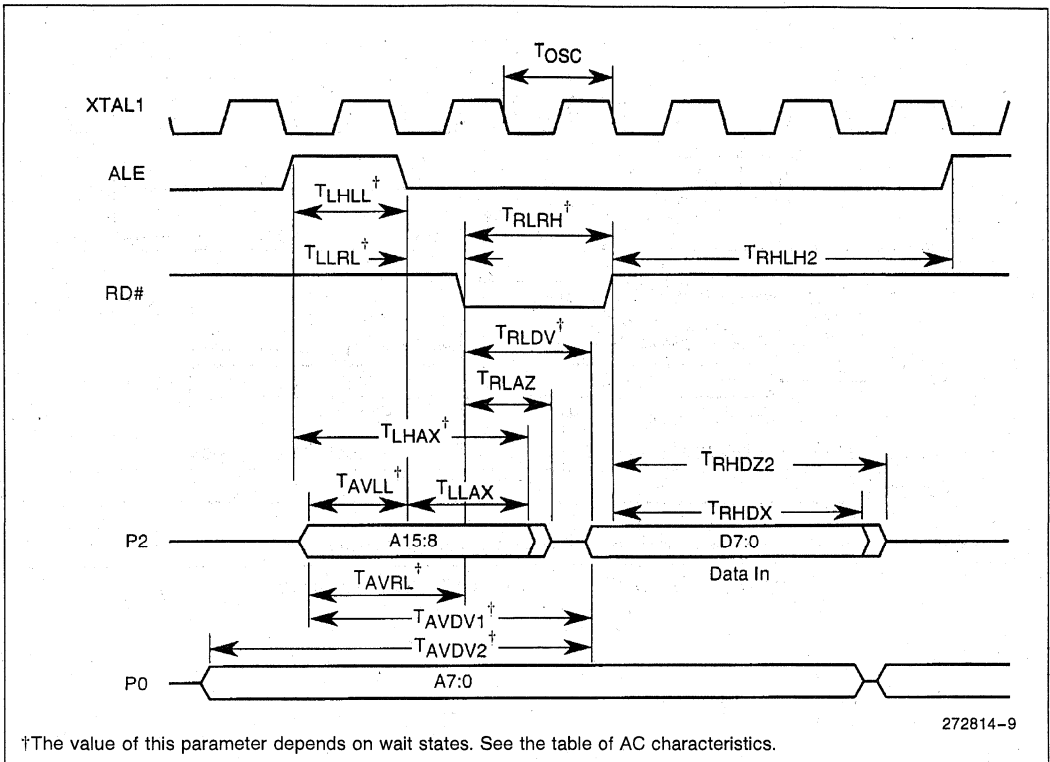 TOSC
XTAL1
ALE
TLHLL†
TRLRH†
TLLRL†
TRHLH2
RD#
TRLDV†
TRLAZ
TLHAX†
TRHDZ2
TAVLL†
TLLAX
TRHDX
P2
A15:8
D7:0
Data In
TAVRL†
TAVDV1†
TAVDV2†
P0
A7:0
272814-9
†The value of this parameter depends on wait states. See the table of AC characteristics.